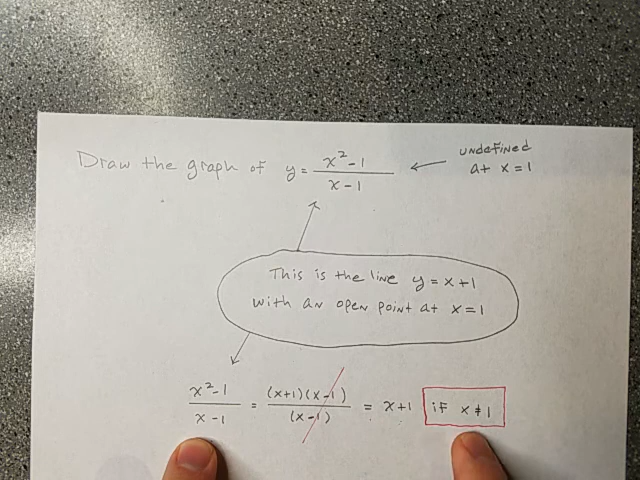 Draw the graph of y = (x² - 1)/(x - 1) ← undefined
at x = 1
This is the line y = x + 1
with an open point at x = 1
(x² - 1)/(x - 1) = ((x+1)(x-1))/((x-1)) = x + 1 if x ≠ 1